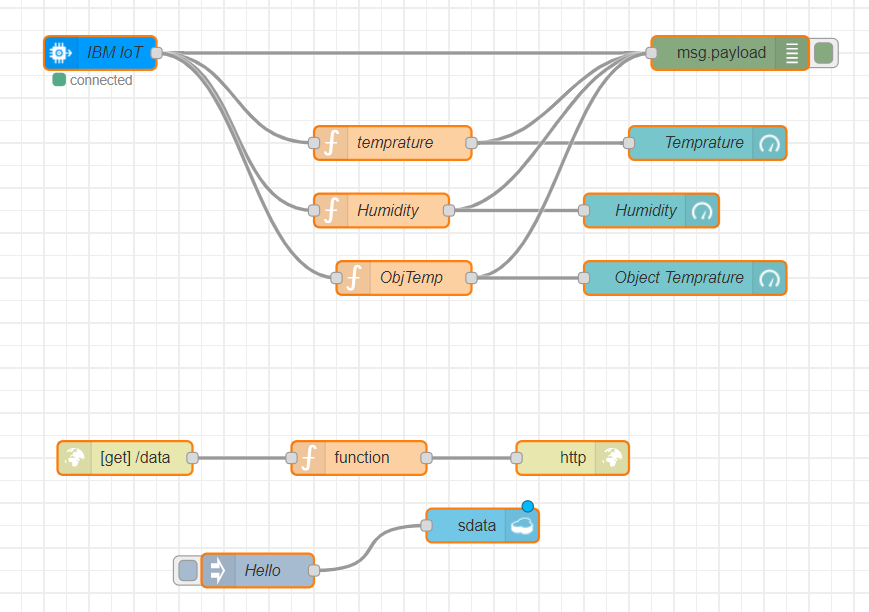 IBM IoT
msg.payload
connected
temprature
Temprature
Humidity
Humidity
ObjTemp
Object Temprature
[get] /data
function
http
sdata
Hello